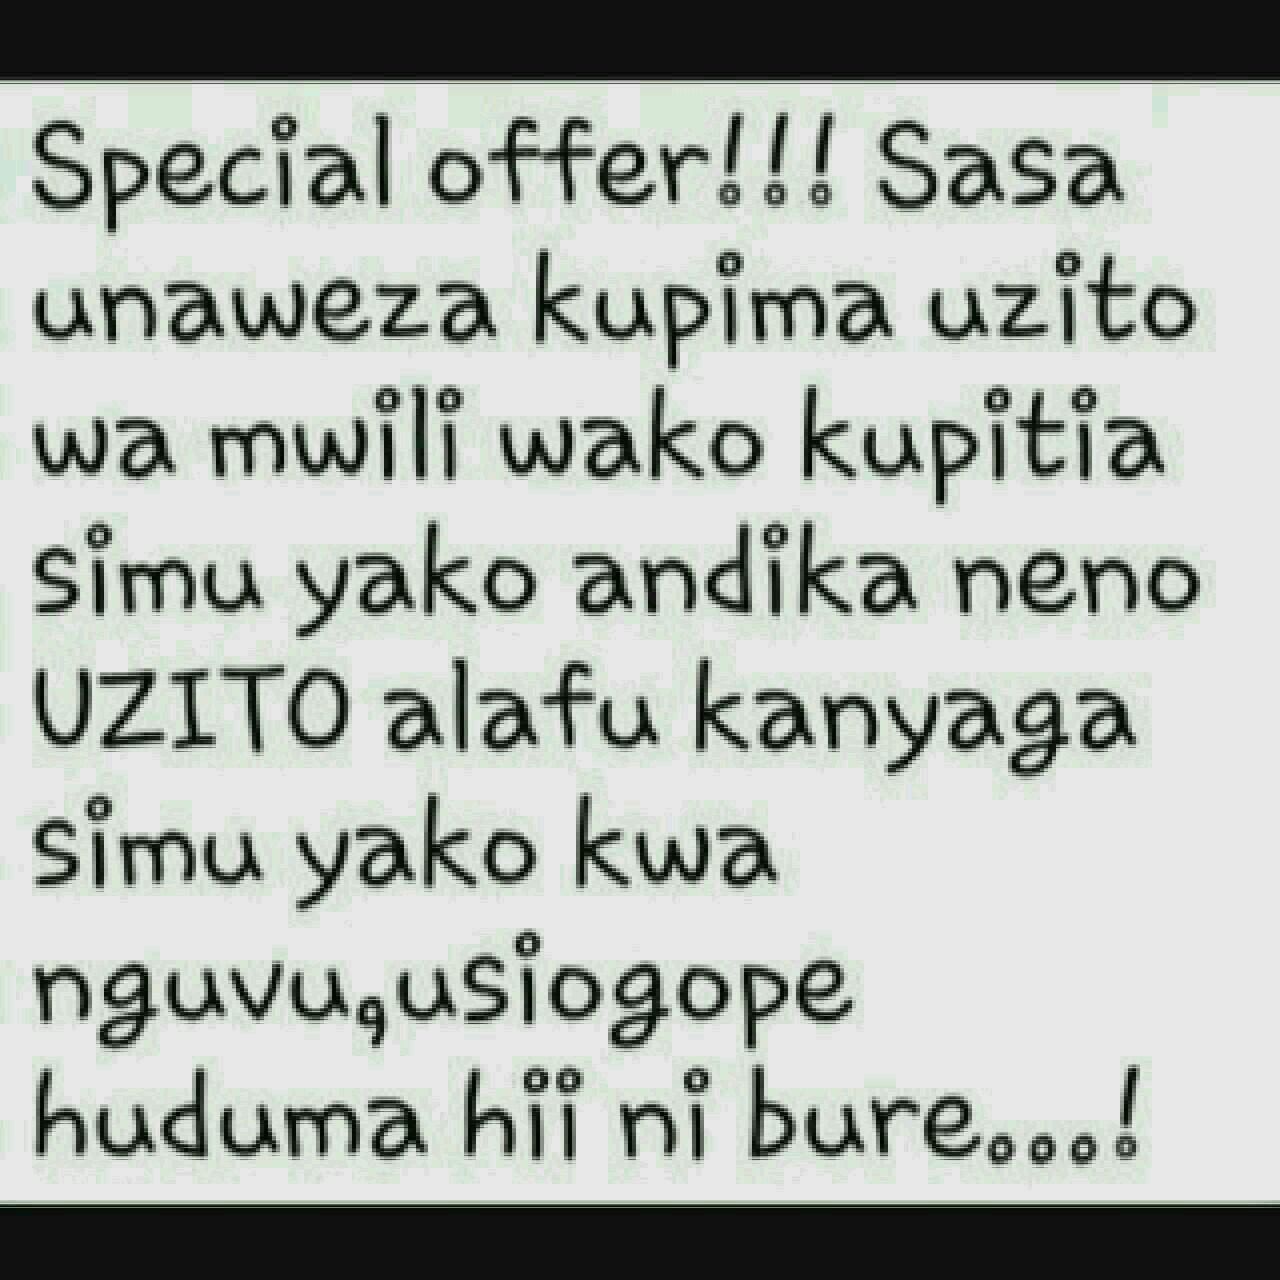 Special offer!!! Sasa
unaweza kupima uzito
wa mwili wako kupitia
simu yako andika neno
UZITO alafu kanyaga
simu yako kwa
nguvu,usiogope
huduma hii ni bure...!